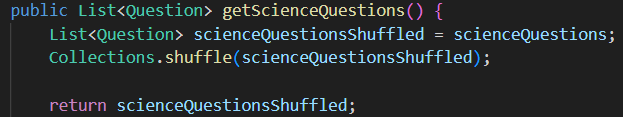 public List<Question> getScienceQuestions() {
    List<Question> scienceQuestionsShuffled = scienceQuestions;
    Collections.shuffle(scienceQuestionsShuffled);
    return scienceQuestionsShuffled;